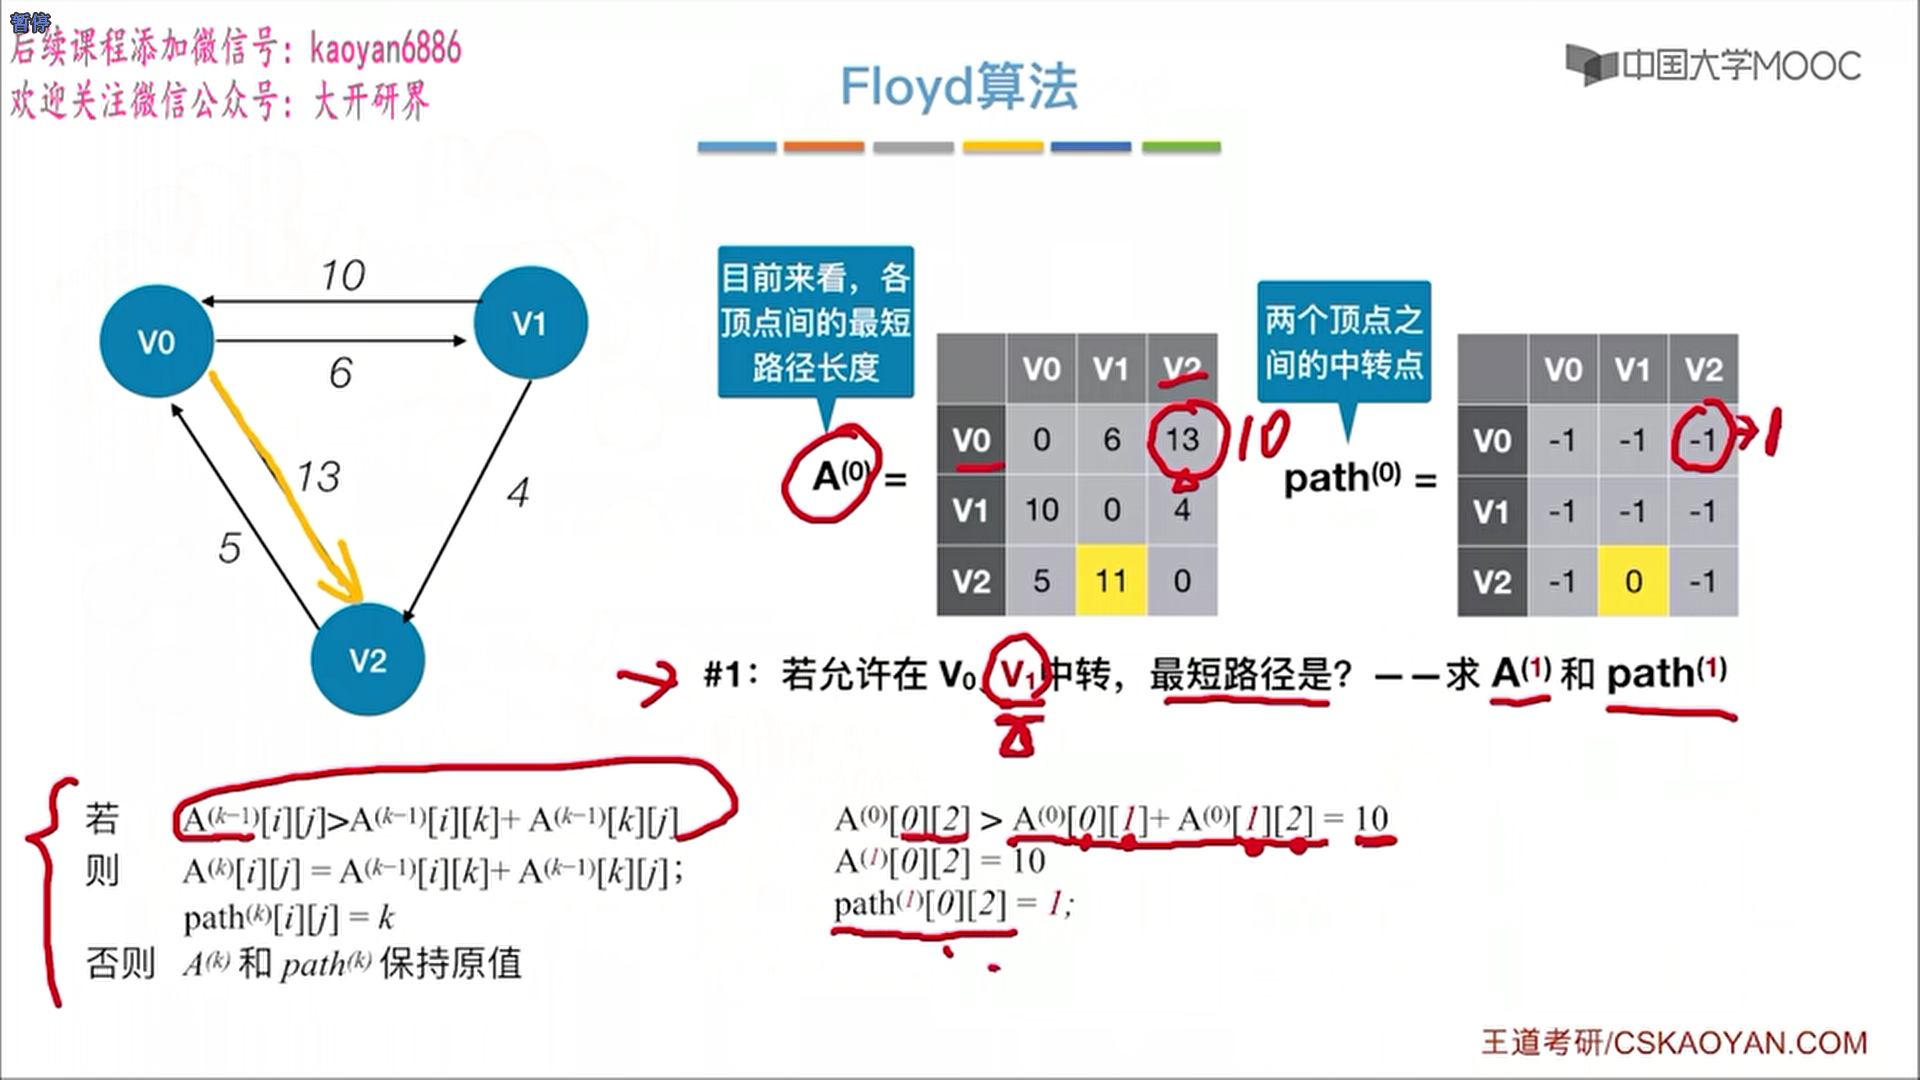 暂停
后续课程添加微信号：kaoyan6886
欢迎关注微信公众号：大开研界
中国大学MOOC
Floyd算法
10
V0
V1
6
13
4
5
V2
目前来看，各
顶点间的最短
路径长度
A(0) =
V0 V1 V2
V0 0 6 13
V1 10 0 4
V2 5 11 0
10
两个顶点之
间的中转点
path(0) =
V0 V1 V2
V0 -1 -1 -1
V1 -1 -1 -1
V2 -1 0 -1
1
#1：若允许在 V0、V1中转，最短路径是？——求 A(1) 和 path(1)
若 A(k−1)[i][j]>A(k−1)[i][k]+ A(k−1)[k][j]
则 A(k)[i][j] = A(k−1)[i][k]+ A(k−1)[k][j]；
path(k)[i][j] = k
否则 A(k) 和 path(k) 保持原值
A(0)[0][2] > A(0)[0][1]+ A(0)[1][2] = 10
A(1)[0][2] = 10
path(1)[0][2] = 1;
王道考研/CSKAOYAN.COM